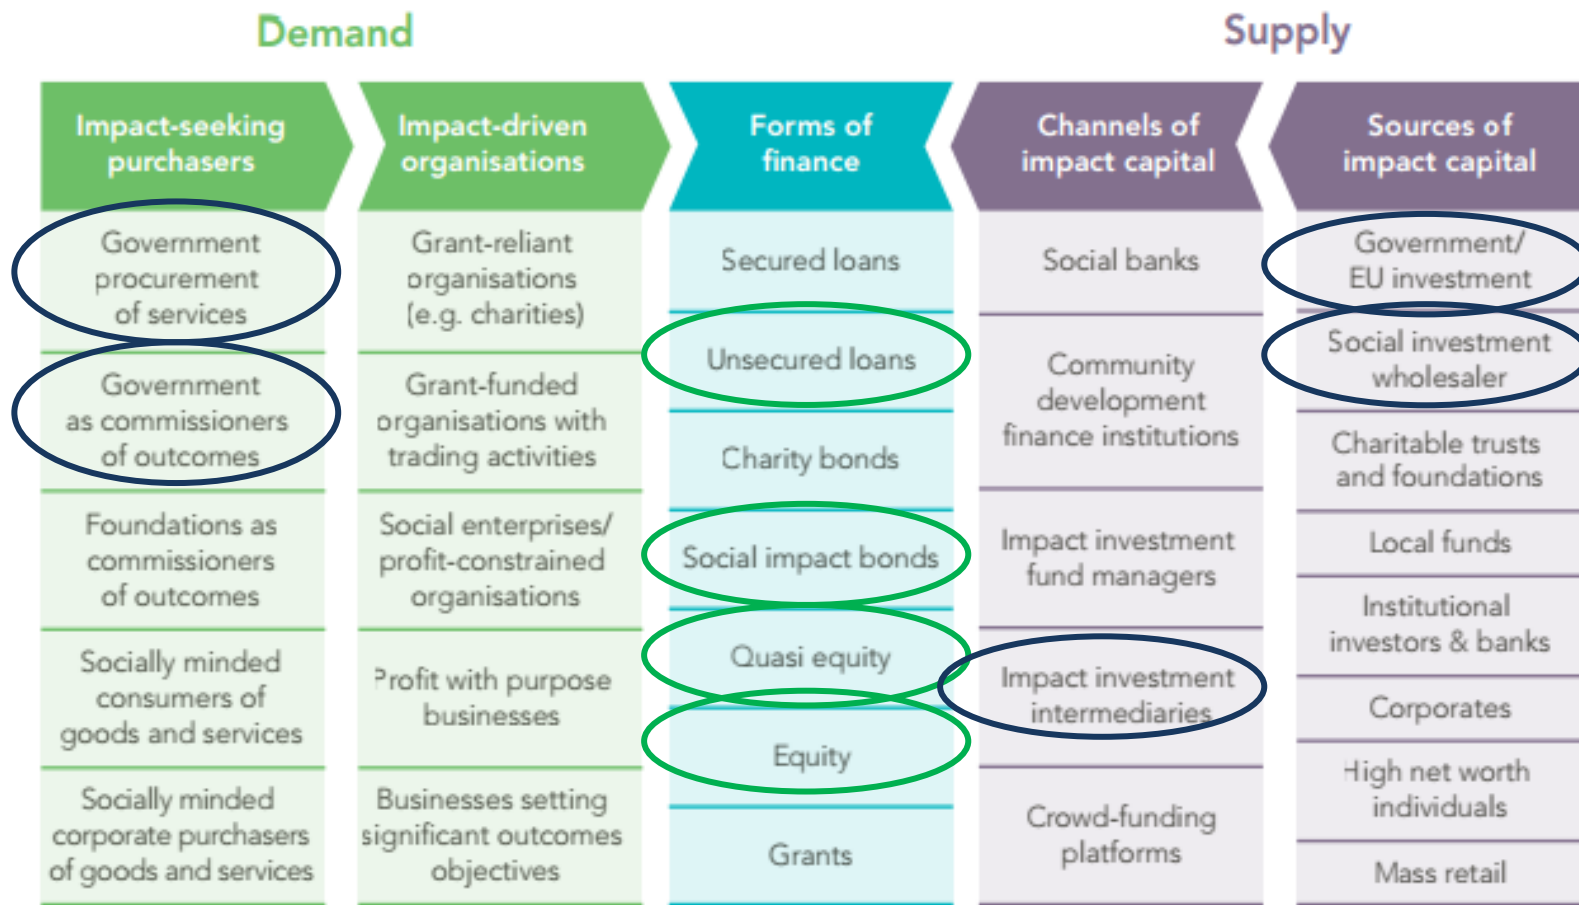 Demand
Supply
Impact-seeking
purchasers
Impact-driven
organisations
Forms of
finance
Channels of
impact capital
Sources of
impact capital
Government
procurement
of services
Government
as commissioners
of outcomes
Foundations as
commissioners
of outcomes
Socially minded
consumers of
goods and services
Socially minded
corporate purchasers
of goods and services
Grant-reliant
organisations
(e.g. charities)
Grant-funded
organisations with
trading activities
Social enterprises/
profit-constrained
organisations
Profit with purpose
businesses
Businesses setting
significant outcomes
objectives
Secured loans
Unsecured loans
Charity bonds
Social impact bonds
Quasi equity
Equity
Grants
Social banks
Community
development
finance institutions
Impact investment
fund managers
Impact investment
intermediaries
Crowd-funding
platforms
Government/
EU investment
Social investment
wholesaler
Charitable trusts
and foundations
Local funds
Institutional
investors & banks
Corporates
High net worth
individuals
Mass retail